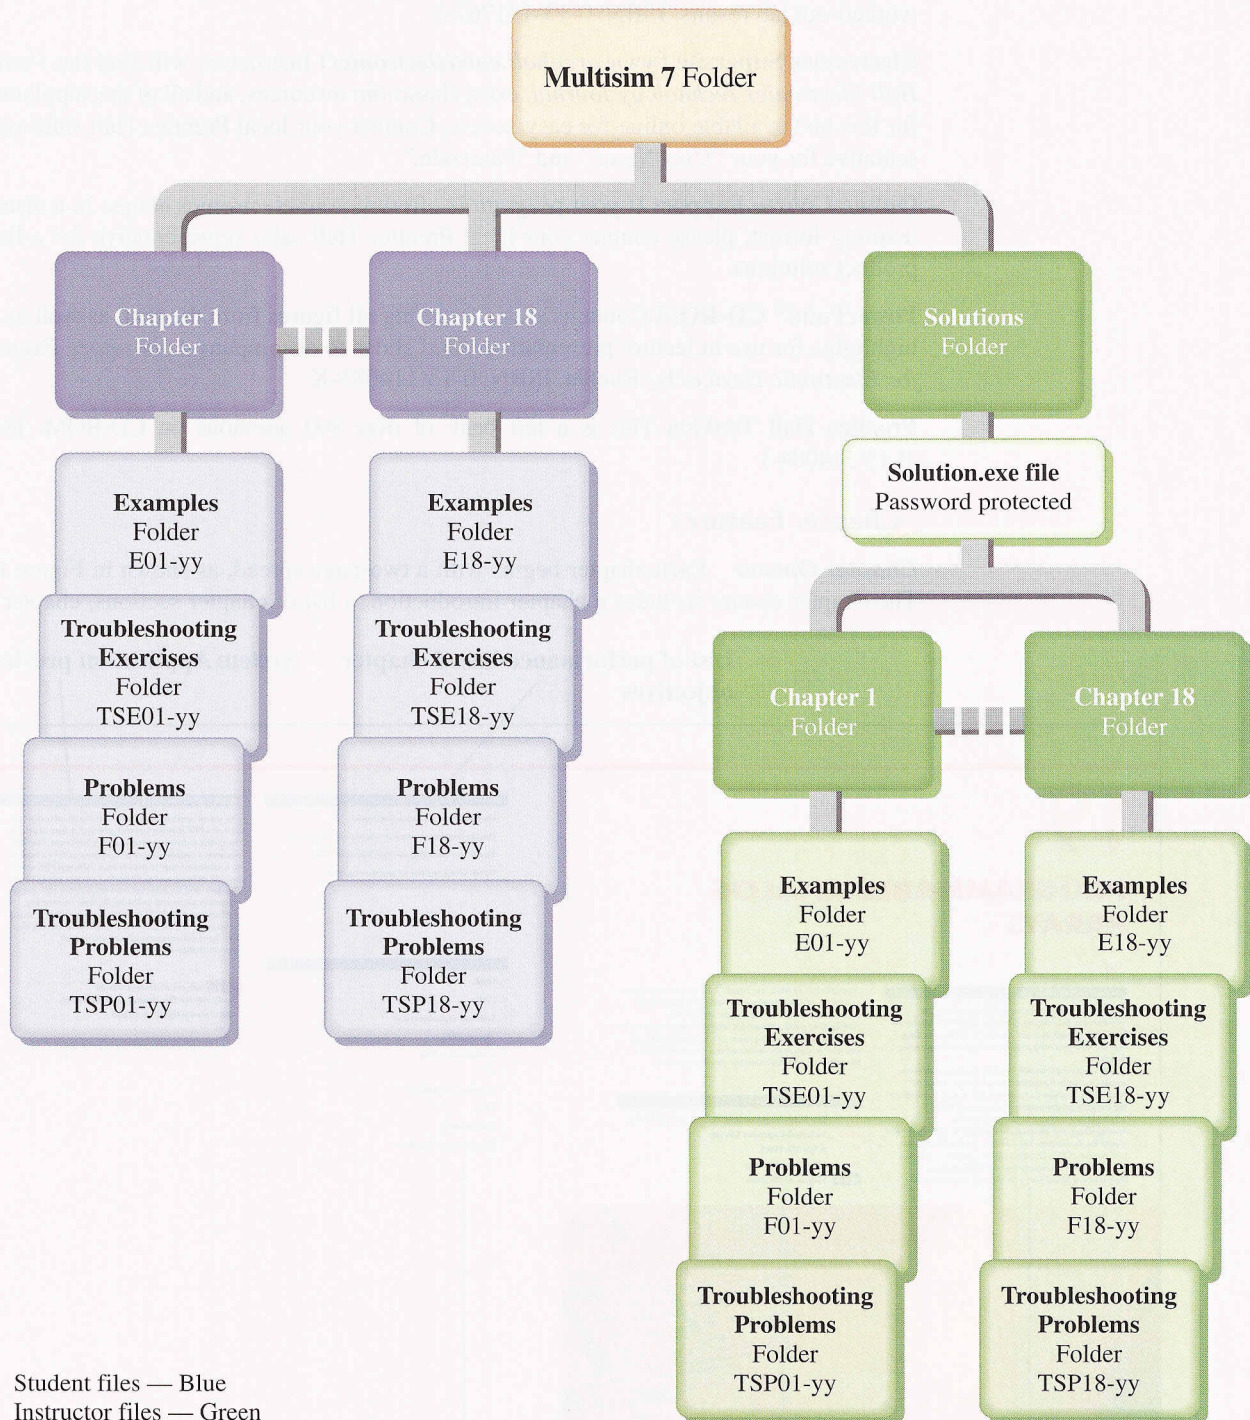 Multisim 7 Folder
Chapter 1
Folder
Chapter 18
Folder
Solutions
Folder
Examples
Folder
E01-yy
Troubleshooting
Exercises
Folder
TSE01-yy
Problems
Folder
F01-yy
Troubleshooting
Problems
Folder
TSP01-yy
Examples
Folder
E18-yy
Troubleshooting
Exercises
Folder
TSE18-yy
Problems
Folder
F18-yy
Troubleshooting
Problems
Folder
TSP18-yy
Solution.exe file
Password protected
Chapter 1
Folder
Chapter 18
Folder
Examples
Folder
E01-yy
Troubleshooting
Exercises
Folder
TSE01-yy
Problems
Folder
F01-yy
Troubleshooting
Problems
Folder
TSP01-yy
Examples
Folder
E18-yy
Troubleshooting
Exercises
Folder
TSE18-yy
Problems
Folder
F18-yy
Troubleshooting
Problems
Folder
TSP18-yy
Student files — Blue
Instructor files — Green